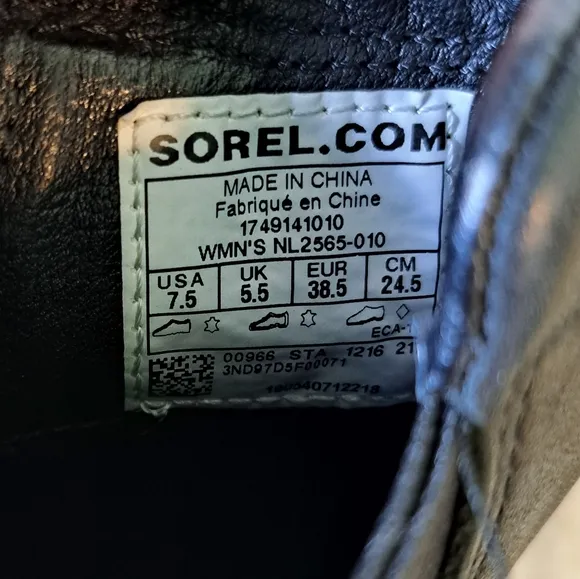 SOREL.COM
MADE IN CHINA
Fabriqué en Chine
1749141010
WMN'S NL2565-010
USA UK EUR CM
7.5 5.5 38.5 24.5
00966 STA 1216 21
3ND97D5F00071